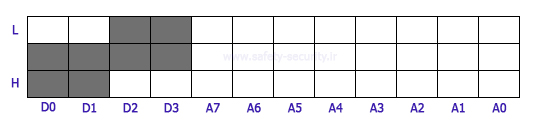 L
www.safety-security.ir
H
D0 D1 D2 D3 A7 A6 A5 A4 A3 A2 A1 A0